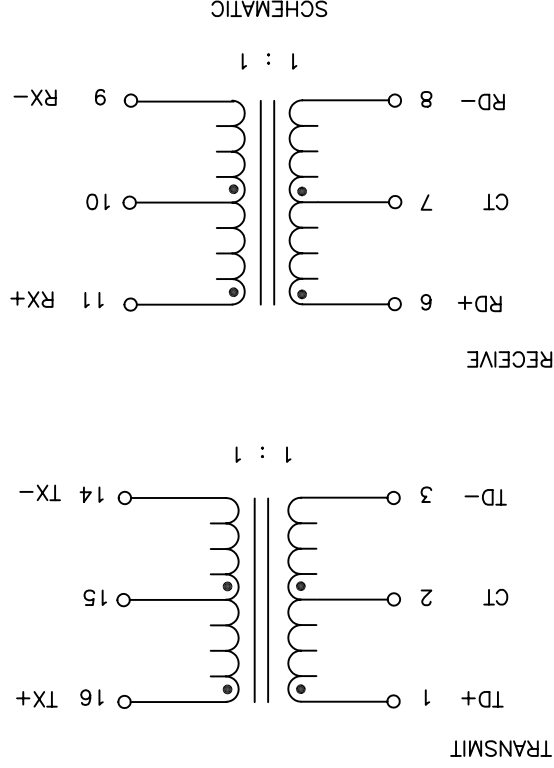 TRANSMIT
TD+ 1 16 TX+
CT 2 15
TD− 3 14 TX−
1 : 1
RECEIVE
RD+ 6 11 RX+
CT 7 10
RD− 8 9 RX−
1 : 1
SCHEMATIC